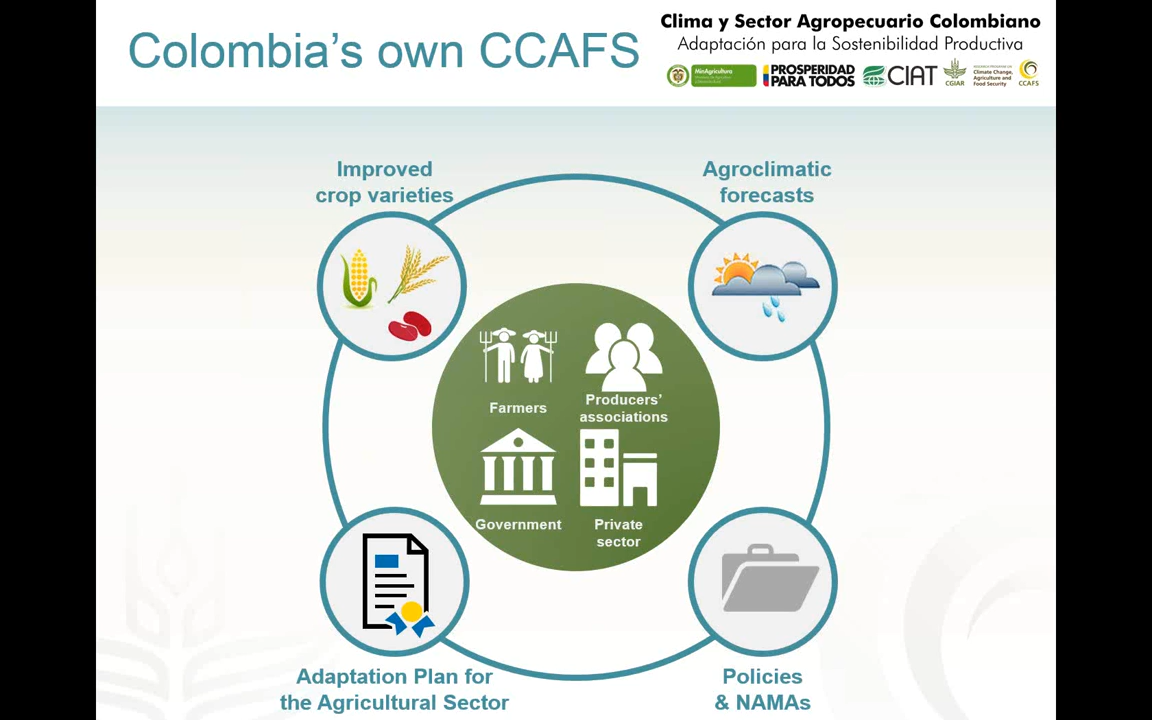 Colombia's own CCAFS
Clima y Sector Agropecuario Colombiano
Adaptación para la Sostenibilidad Productiva
MinAgricultura
PROSPERIDAD
PARA TODOS
CIAT
CGIAR
Climate Change,
Agriculture and
Food Security
CCAFS
Improved
crop varieties
Agroclimatic
forecasts
Farmers
Producers'
associations
Government
Private
sector
Adaptation Plan for
the Agricultural Sector
Policies
& NAMAs